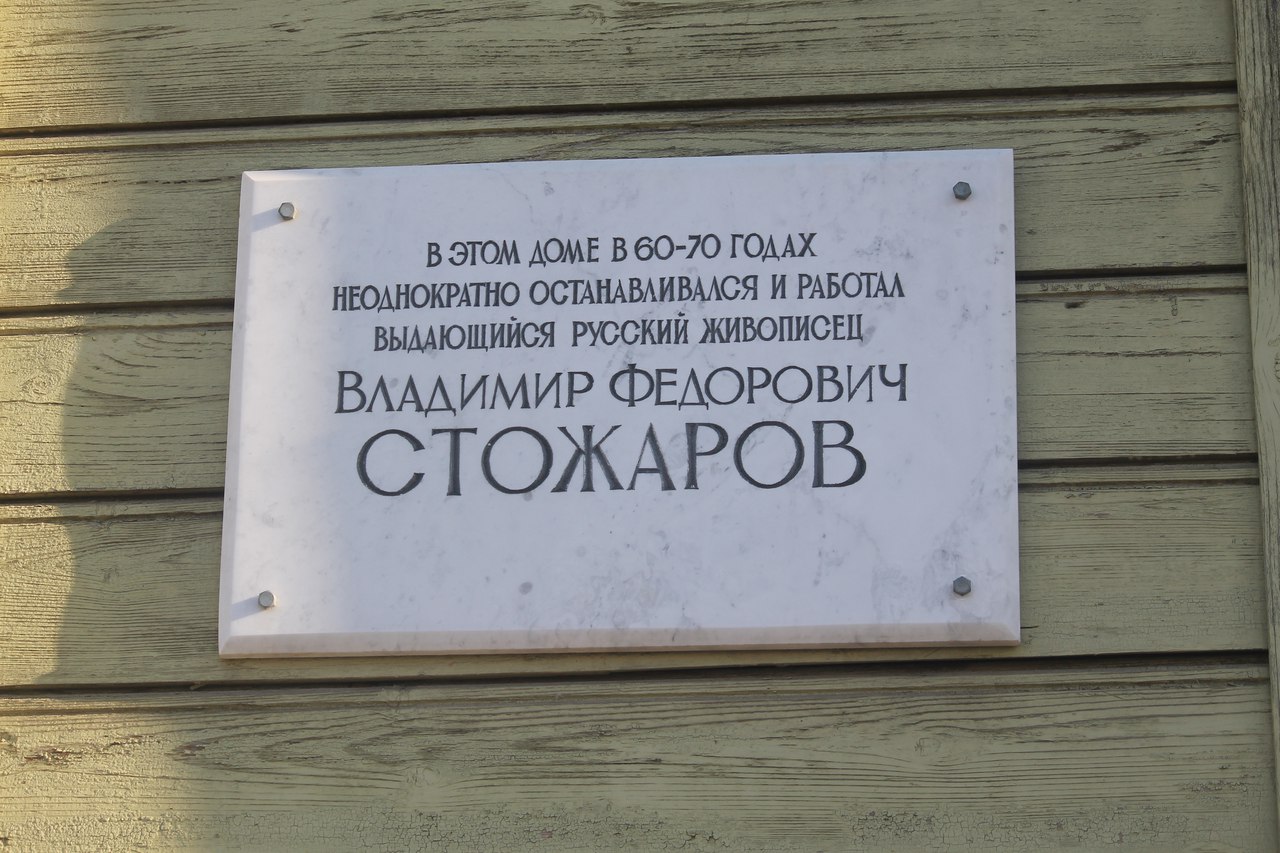 В ЭТОМ ДОМЕ В 60-70 ГОДАХ
НЕОДНОКРАТНО ОСТАНАВЛИВАЛСЯ И РАБОТАЛ
ВЫДАЮЩИЙСЯ РУССКИЙ ЖИВОПИСЕЦ
ВЛАДИМИР ФЕДОРОВИЧ
СТОЖАРОВ